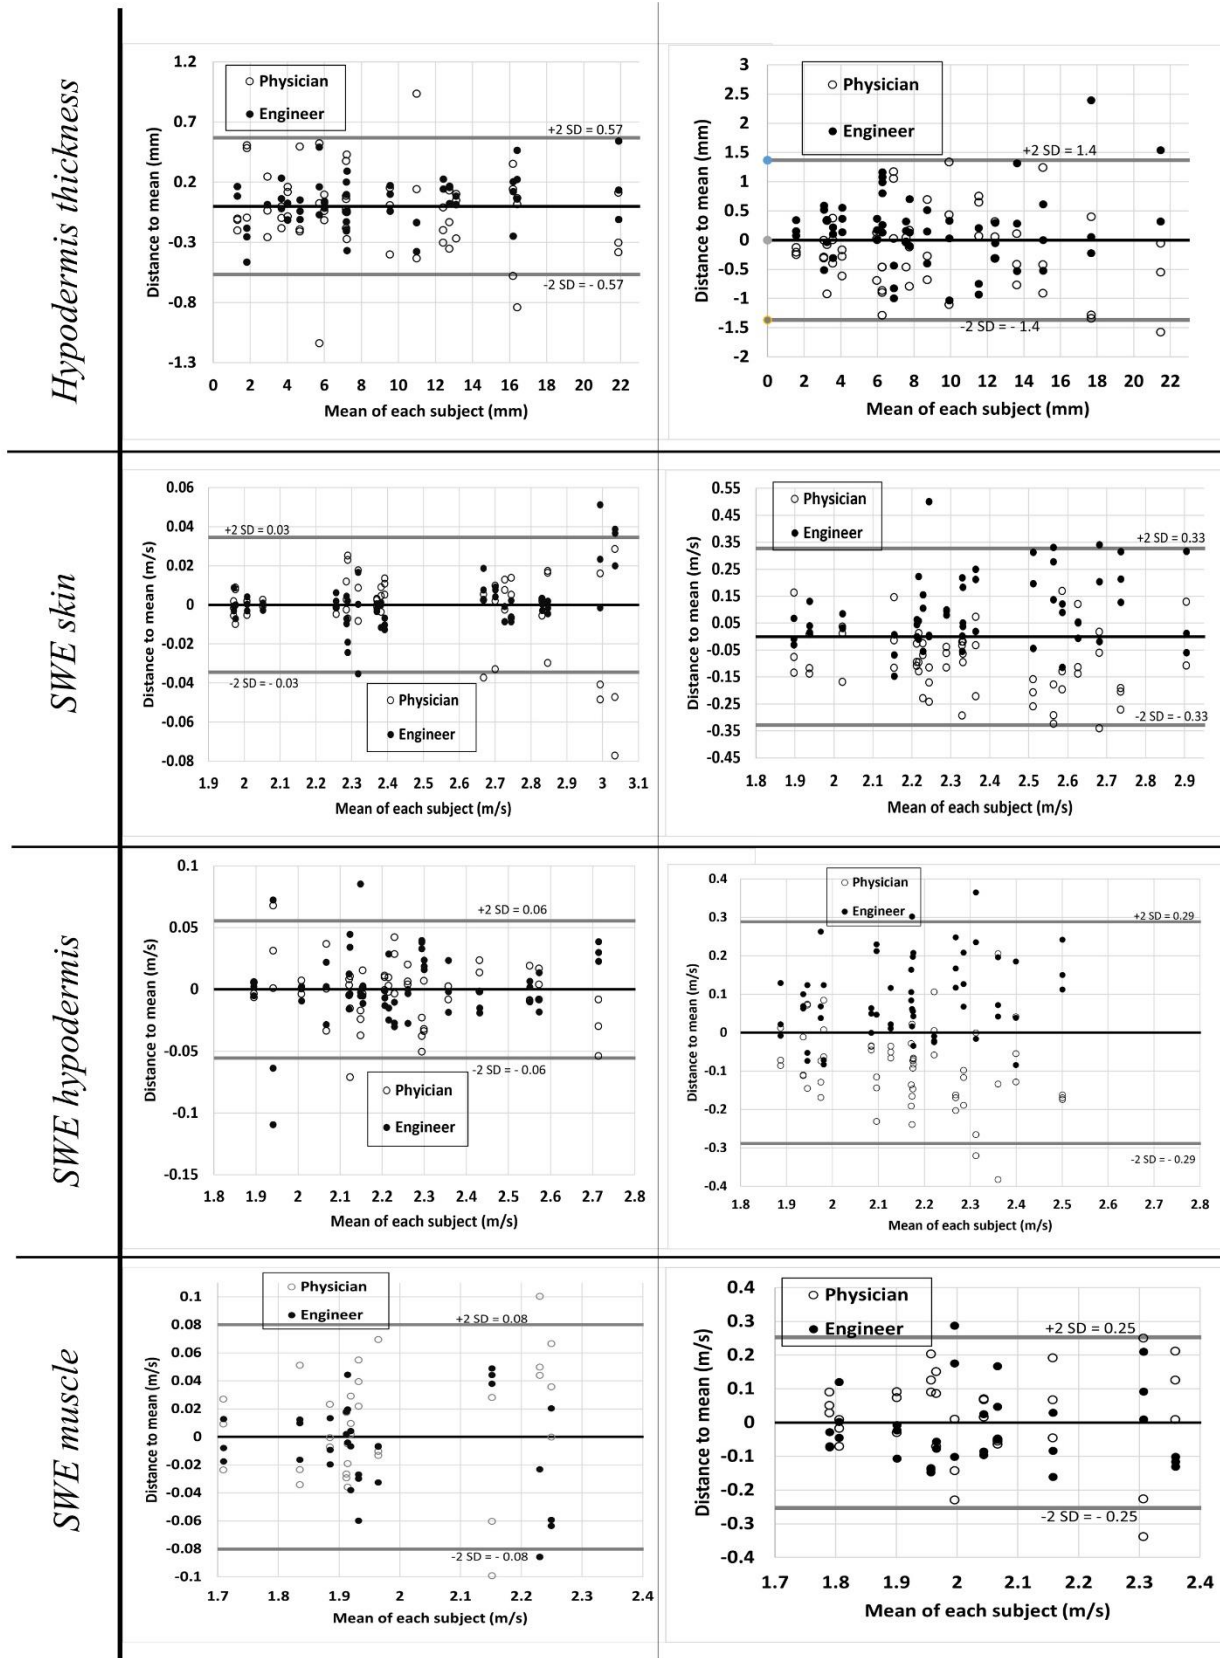 Hypodermis thickness
1.2
0.7
0.2
-0.3
-0.8
-1.3
Distance to mean (mm)
Physician
Engineer
+2 SD = 0.57
-2 SD = - 0.57
0 2 4 6 8 10 12 14 16 18 20 22
Mean of each subject (mm)
3
2.5
2
1.5
1
0.5
0
-0.5
-1
-1.5
-2
Distance to mean (mm)
Physician
Engineer
+2 SD = 1.4
-2 SD = - 1.4
0 2 4 6 8 10 12 14 16 18 20 22
Mean of each subject (mm)
SWE skin
0.06
0.04
0.02
0
-0.02
-0.04
-0.06
-0.08
Distance to mean (m/s)
+2 SD = 0.03
-2 SD = - 0.03
Physician
Engineer
1.9 2 2.1 2.2 2.3 2.4 2.5 2.6 2.7 2.8 2.9 3 3.1
Mean of each subject (m/s)
0.55
0.45
0.35
0.25
0.15
0.05
-0.05
-0.15
-0.25
-0.35
-0.45
Distance to mean (m/s)
Physician
Engineer
+2 SD = 0.33
-2 SD = - 0.33
1.8 1.9 2 2.1 2.2 2.3 2.4 2.5 2.6 2.7 2.8 2.9
Mean of each subject (m/s)
SWE hypodermis
0.1
0.05
0
-0.05
-0.1
-0.15
Distance to mean (m/s)
+2 SD = 0.06
-2 SD = - 0.06
Phyician
Engineer
1.8 1.9 2 2.1 2.2 2.3 2.4 2.5 2.6 2.7 2.8
Mean of each subject (m/s)
0.4
0.3
0.2
0.1
0
-0.1
-0.2
-0.3
-0.4
Distance to mean (m/s)
Physician
Engineer
+2 SD = 0.29
-2 SD = - 0.29
1.8 1.9 2 2.1 2.2 2.3 2.4 2.5 2.6 2.7 2.8
Mean of each subject (m/s)
SWE muscle
0.1
0.08
0.06
0.04
0.02
0
-0.02
-0.04
-0.06
-0.08
-0.1
Distance to mean (m/s)
Physician
Engineer
+2 SD = 0.08
-2 SD = - 0.08
1.7 1.8 1.9 2 2.1 2.2 2.3 2.4
Mean of each subject (m/s)
0.4
0.3
0.2
0.1
0
-0.1
-0.2
-0.3
-0.4
Distance to mean (m/s)
Physician
Engineer
+2 SD = 0.25
-2 SD = - 0.25
1.7 1.8 1.9 2 2.1 2.2 2.3 2.4
Mean of each subject (m/s)